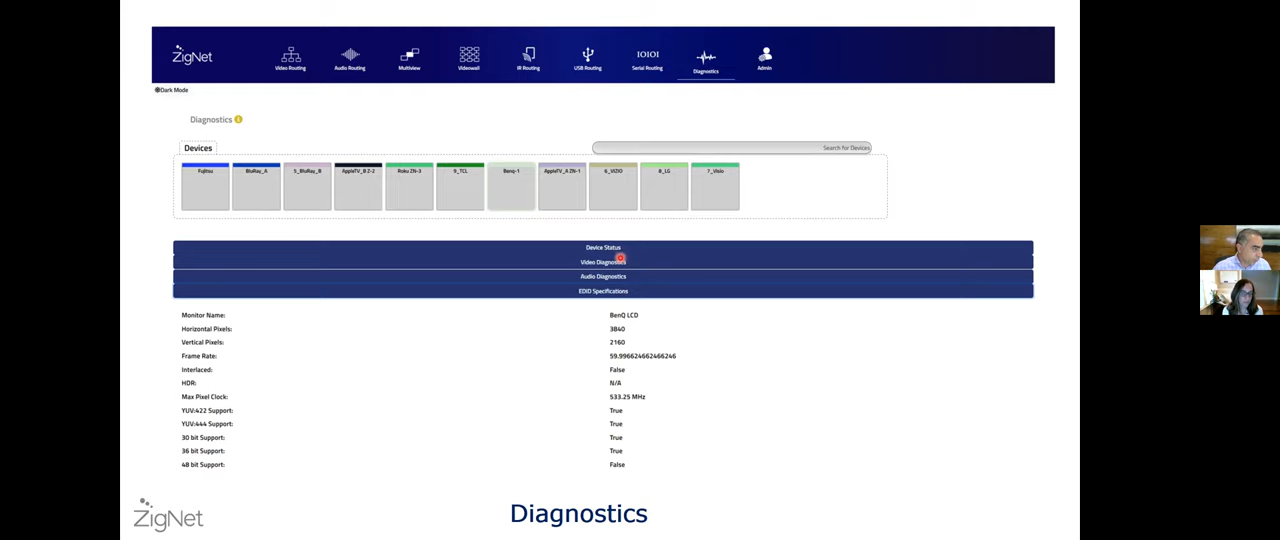 ZigNet
Video Routing
Audio Routing
Multiview
Videowall
IR Routing
USB Routing
IOIOI
Serial Routing
Diagnostics
Admin
Dark Mode
Diagnostics
Devices
Search for Devices
Fujitsu
BluRay_A
5_BluRay_B
AppleTV_B Z-2
Roku ZN-3
9_TCL
Benq-1
AppleTV_A ZN-1
6_VIZIO
8_LG
7_Visio
Device Status
Video Diagnostics
Audio Diagnostics
EDID Specifications
Monitor Name: BenQ LCD
Horizontal Pixels: 3840
Vertical Pixels: 2160
Frame Rate: 59.996624662466246
Interlaced: False
HDR: N/A
Max Pixel Clock: 533.25 MHz
YUV:422 Support: True
YUV:444 Support: True
30 bit Support: True
36 bit Support: True
48 bit Support: False
ZigNet
Diagnostics